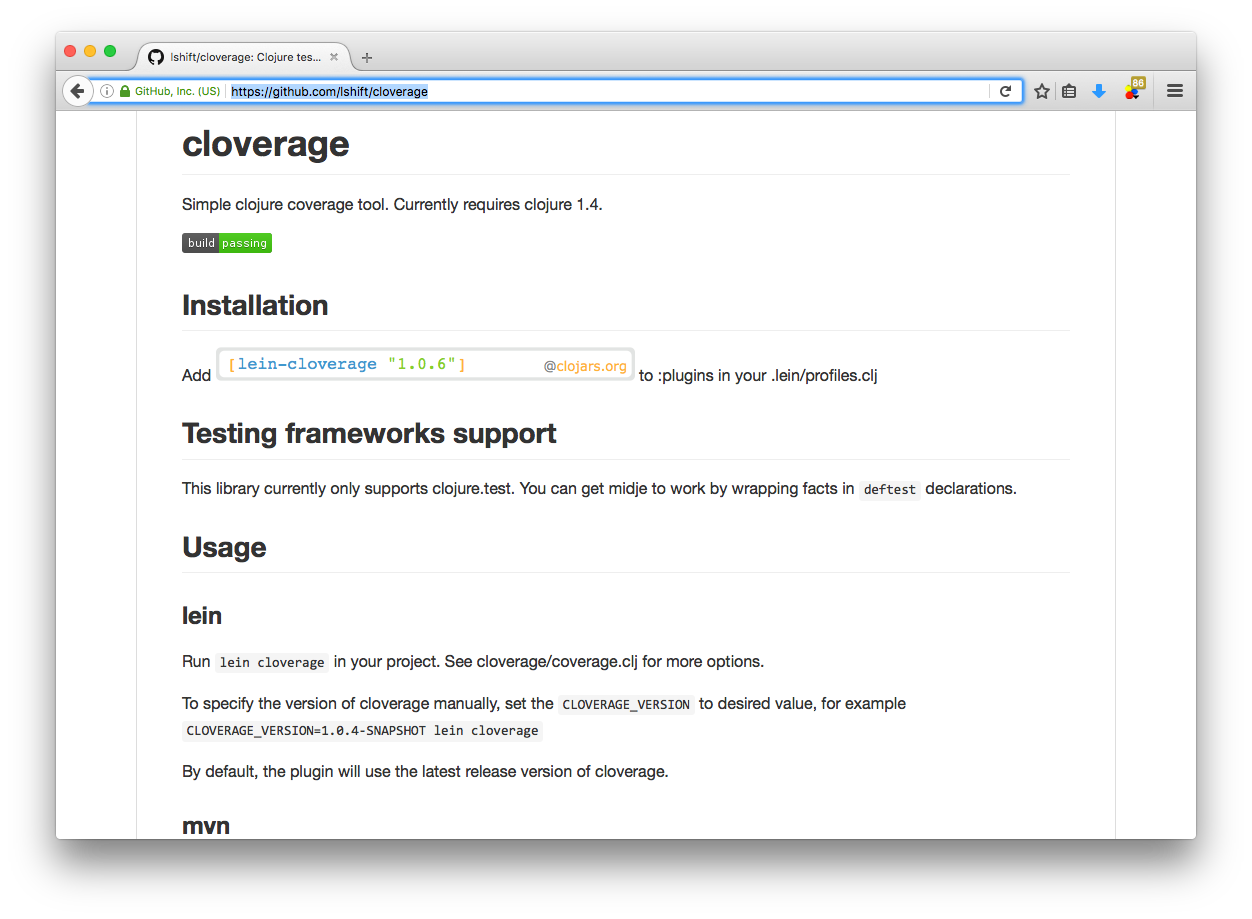 lshift/cloverage: Clojure tes...
GitHub, Inc. (US) https://github.com/lshift/cloverage
86
cloverage
Simple clojure coverage tool. Currently requires clojure 1.4.
build passing
Installation
Add [lein-cloverage "1.0.6"] @clojars.org to :plugins in your .lein/profiles.clj
Testing frameworks support
This library currently only supports clojure.test. You can get midje to work by wrapping facts in deftest declarations.
Usage
lein
Run lein cloverage in your project. See cloverage/coverage.clj for more options.
To specify the version of cloverage manually, set the CLOVERAGE_VERSION to desired value, for example
CLOVERAGE_VERSION=1.0.4-SNAPSHOT lein cloverage
By default, the plugin will use the latest release version of cloverage.
mvn